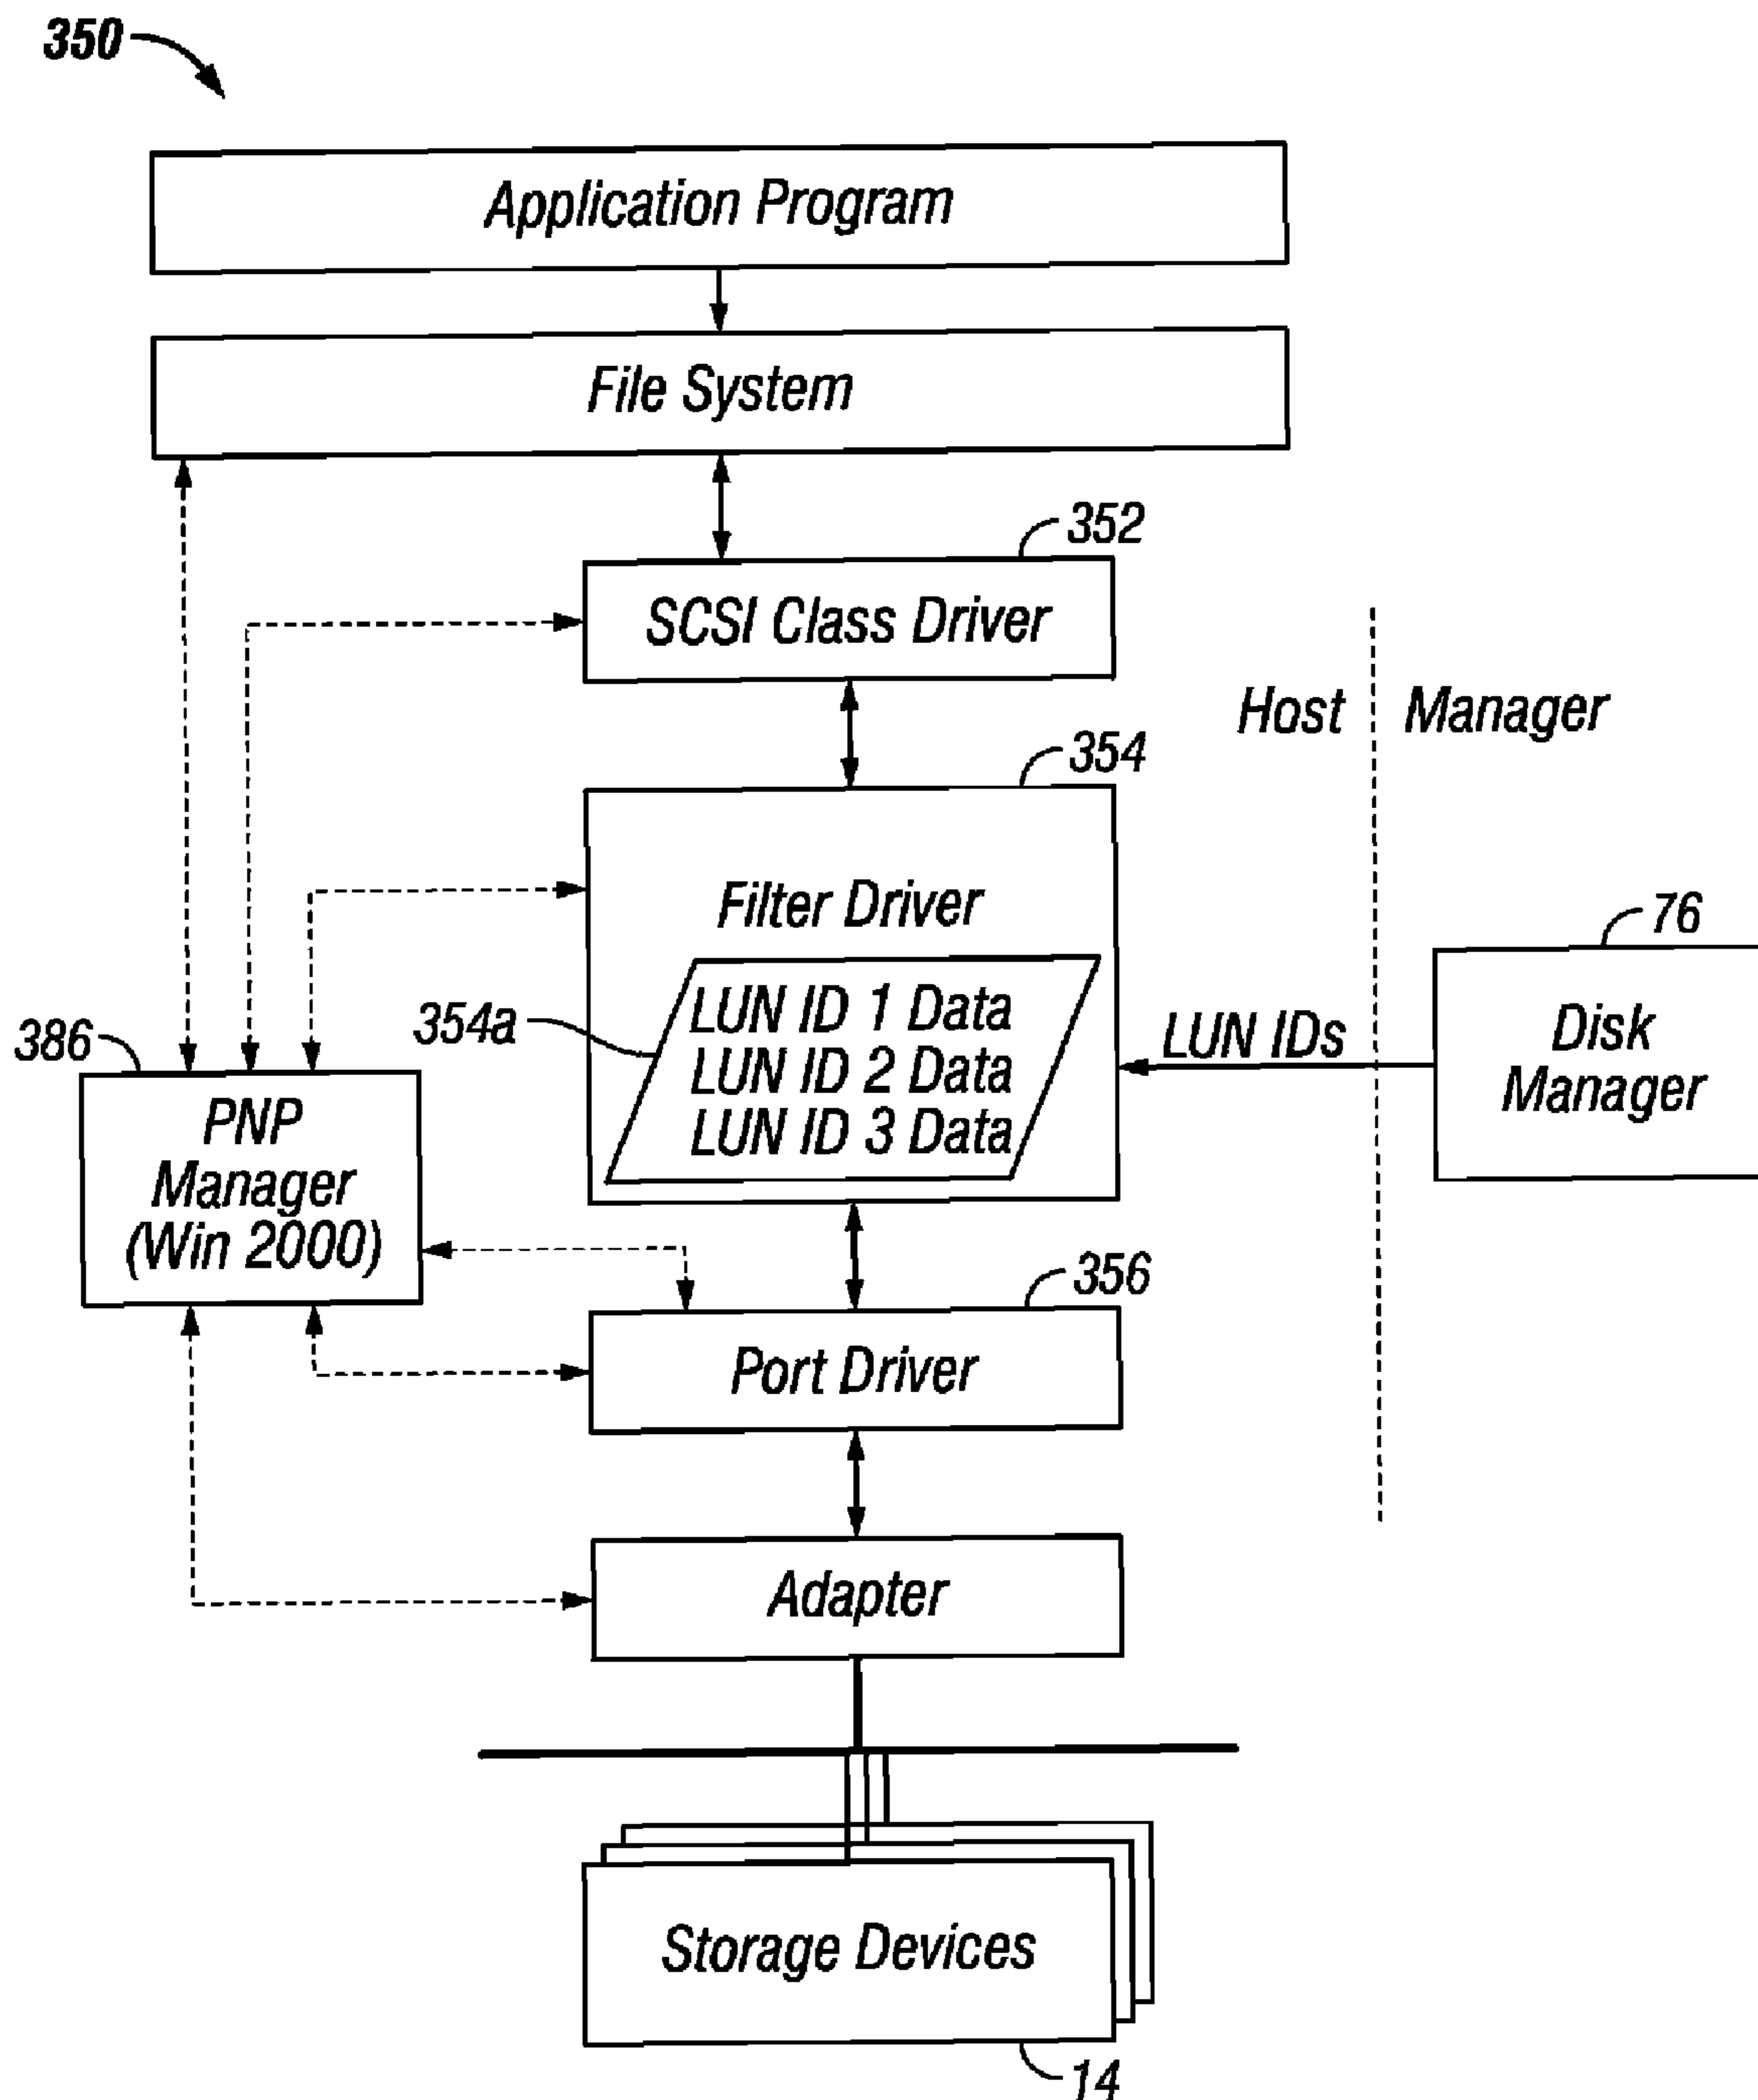 350
Application Program
File System
352
SCSI Class Driver
Host
Manager
354
Filter Driver
76
354a
LUN ID 1 Data
LUN ID 2 Data
LUN ID 3 Data
LUN IDs
Disk
Manager
386
PNP
Manager
(Win 2000)
356
Port Driver
Adapter
Storage Devices
14